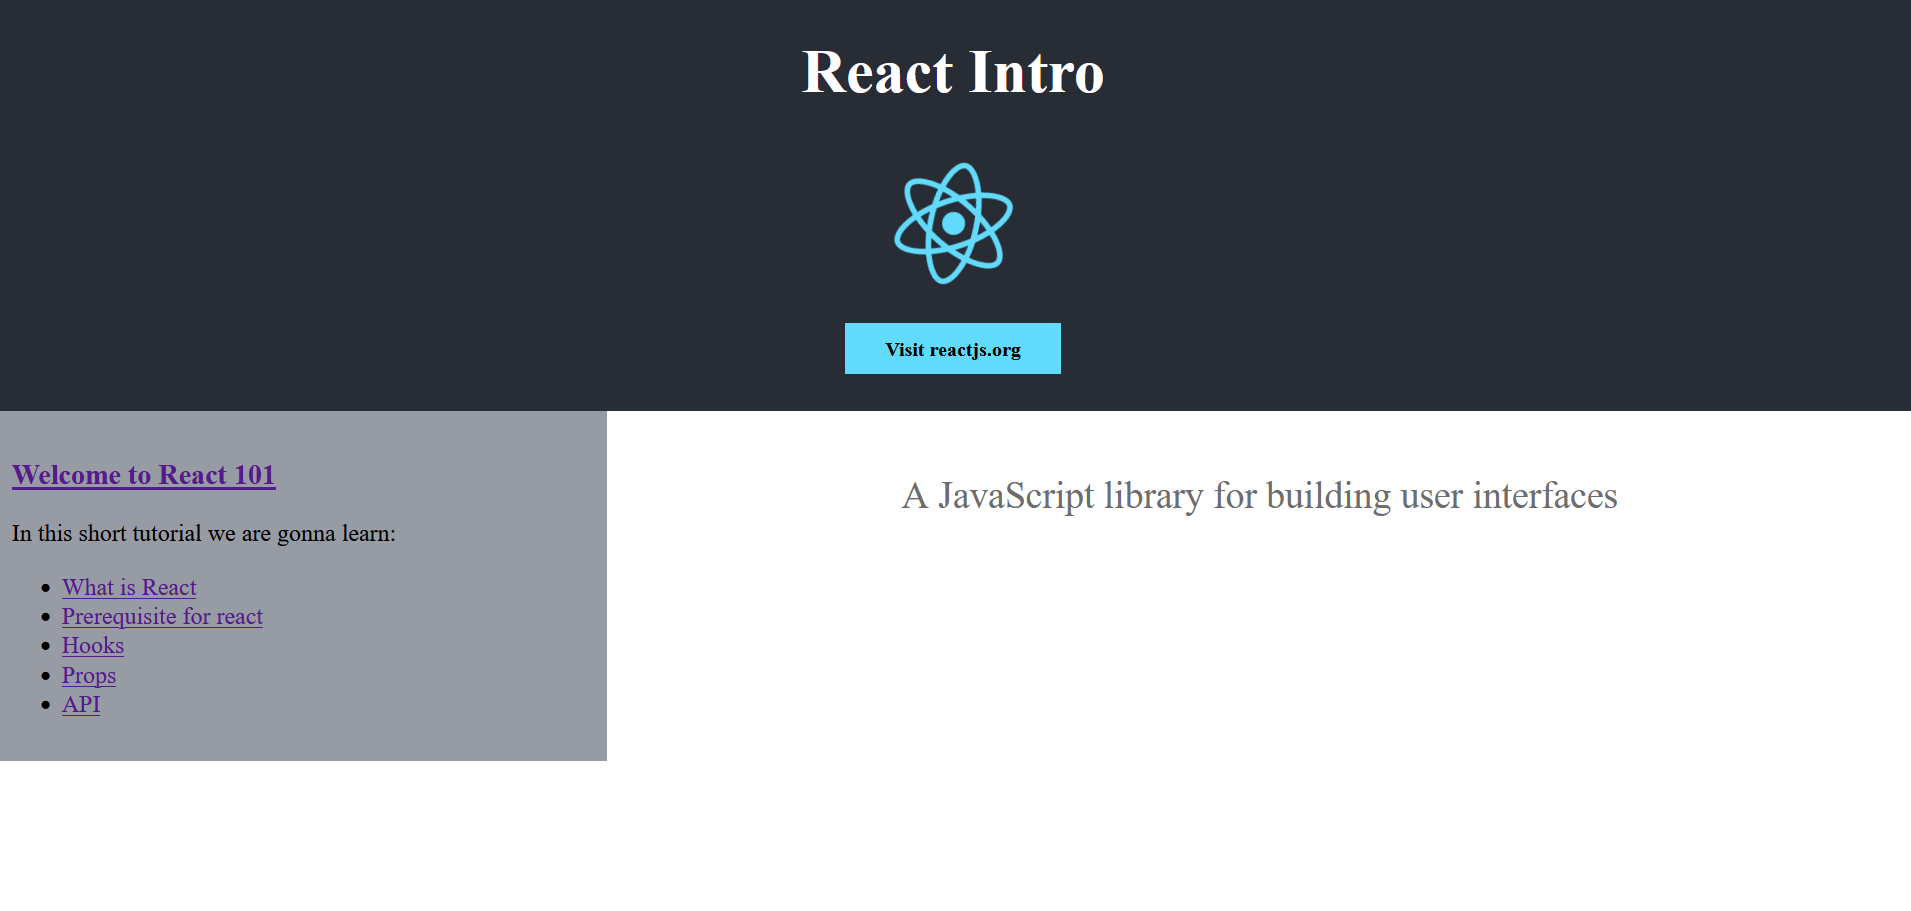 React Intro
Visit reactjs.org
Welcome to React 101
In this short tutorial we are gonna learn:
What is React
Prerequisite for react
Hooks
Props
API
A JavaScript library for building user interfaces